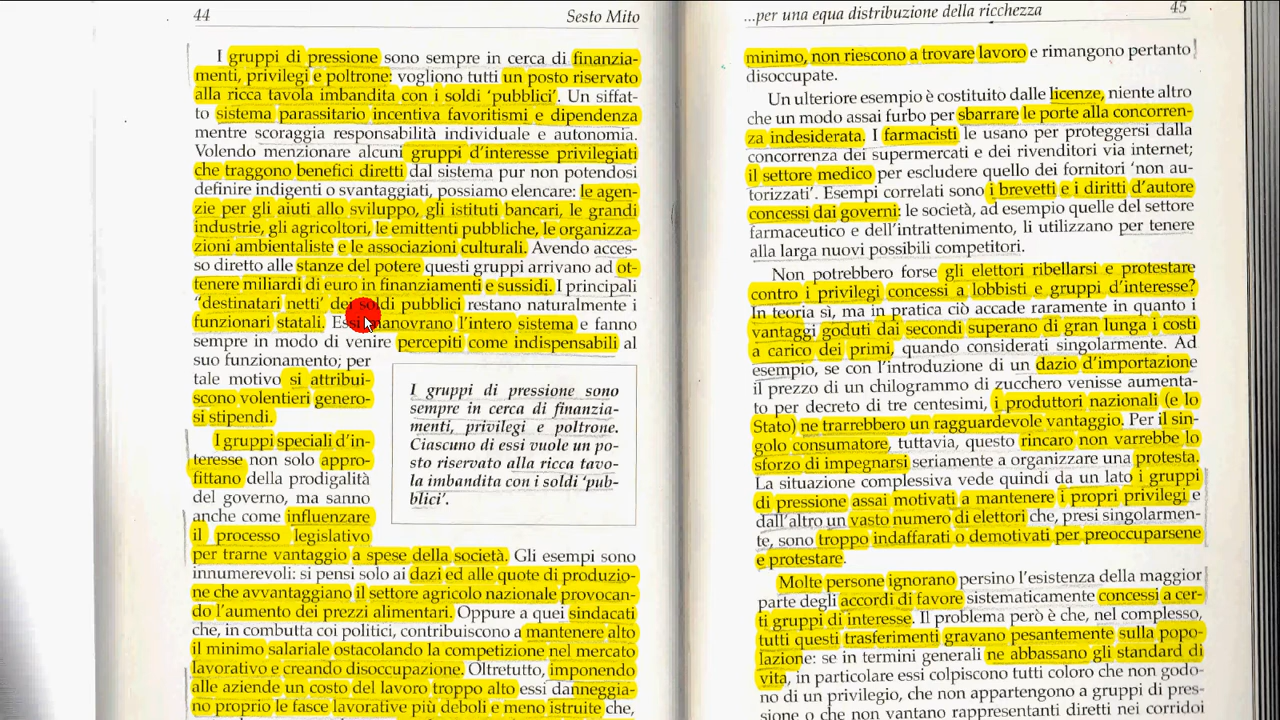 44
Sesto Mito
I gruppi di pressione sono sempre in cerca di finanzia-
menti, privilegi e poltrone: vogliono tutti un posto riservato
alla ricca tavola imbandita con i soldi ‘pubblici’. Un siffat-
to sistema parassitario incentiva favoritismi e dipendenza
mentre scoraggia responsabilità individuale e autonomia.
Volendo menzionare alcuni gruppi d’interesse privilegiati
che traggono benefici diretti dal sistema pur non potendosi
definire indigenti o svantaggiati, possiamo elencare: le agen-
zie per gli aiuti allo sviluppo, gli istituti bancari, le grandi
industrie, gli agricoltori, le emittenti pubbliche, le organizza-
zioni ambientaliste e le associazioni culturali. Avendo acces-
so diretto alle stanze del potere questi gruppi arrivano ad ot-
tenere miliardi di euro in finanziamenti e sussidi. I principali
“destinatari netti’ dei soldi pubblici restano naturalmente i
funzionari statali. Essi manovrano l’intero sistema e fanno
sempre in modo di venire percepiti come indispensabili al
suo funzionamento; per
tale motivo si attribui-
scono volentieri genero-
si stipendi.
I gruppi speciali d’in-
teresse non solo appro-
fittano della prodigalità
del governo, ma sanno
anche come influenzare
il processo legislativo
I gruppi di pressione sono
sempre in cerca di finanzia-
menti, privilegi e poltrone.
Ciascuno di essi vuole un po-
sto riservato alla ricca tavo-
la imbandita con i soldi ‘pub-
blici’.
per trarne vantaggio a spese della società. Gli esempi sono
innumerevoli: si pensi solo ai dazi ed alle quote di produzio-
ne che avvantaggiano il settore agricolo nazionale provocan-
do l’aumento dei prezzi alimentari. Oppure a quei sindacati
che, in combutta coi politici, contribuiscono a mantenere alto
il minimo salariale ostacolando la competizione nel mercato
lavorativo e creando disoccupazione. Oltretutto, imponendo
alle aziende un costo del lavoro troppo alto essi danneggia-
no proprio le fasce lavorative più deboli e meno istruite che,
...per una equa distribuzione della ricchezza
45
minimo, non riescono a trovare lavoro e rimangono pertanto
disoccupate.
Un ulteriore esempio è costituito dalle licenze, niente altro
che un modo assai furbo per sbarrare le porte alla concorren-
za indesiderata. I farmacisti le usano per proteggersi dalla
concorrenza dei supermercati e dei rivenditori via internet;
il settore medico per escludere quello dei fornitori ‘non au-
torizzati’. Esempi correlati sono i brevetti e i diritti d’autore
concessi dai governi: le società, ad esempio quelle del settore
farmaceutico e dell’intrattenimento, li utilizzano per tenere
alla larga nuovi possibili competitori.
Non potrebbero forse gli elettori ribellarsi e protestare
contro i privilegi concessi a lobbisti e gruppi d’interesse?
In teoria sì, ma in pratica ciò accade raramente in quanto i
vantaggi goduti dai secondi superano di gran lunga i costi
a carico dei primi, quando considerati singolarmente. Ad
esempio, se con l’introduzione di un dazio d’importazione
il prezzo di un chilogrammo di zucchero venisse aumenta-
to per decreto di tre centesimi, i produttori nazionali (e lo
Stato) ne trarrebbero un ragguardevole vantaggio. Per il sin-
golo consumatore, tuttavia, questo rincaro non varrebbe lo
sforzo di impegnarsi seriamente a organizzare una protesta.
La situazione complessiva vede quindi da un lato i gruppi
di pressione assai motivati a mantenere i propri privilegi e
dall’altro un vasto numero di elettori che, presi singolarmen-
te, sono troppo indaffarati o demotivati per preoccuparsene
e protestare.
Molte persone ignorano persino l’esistenza della maggior
parte degli accordi di favore sistematicamente concessi a cer-
ti gruppi di interesse. Il problema però è che, nel complesso,
tutti questi trasferimenti gravano pesantemente sulla popo-
lazione: se in termini generali ne abbassano gli standard di
vita, in particolare essi colpiscono tutti coloro che non godo-
no di un privilegio, che non appartengono a gruppi di pres-
sione o che non vantano rappresentanti diretti nei corridoi